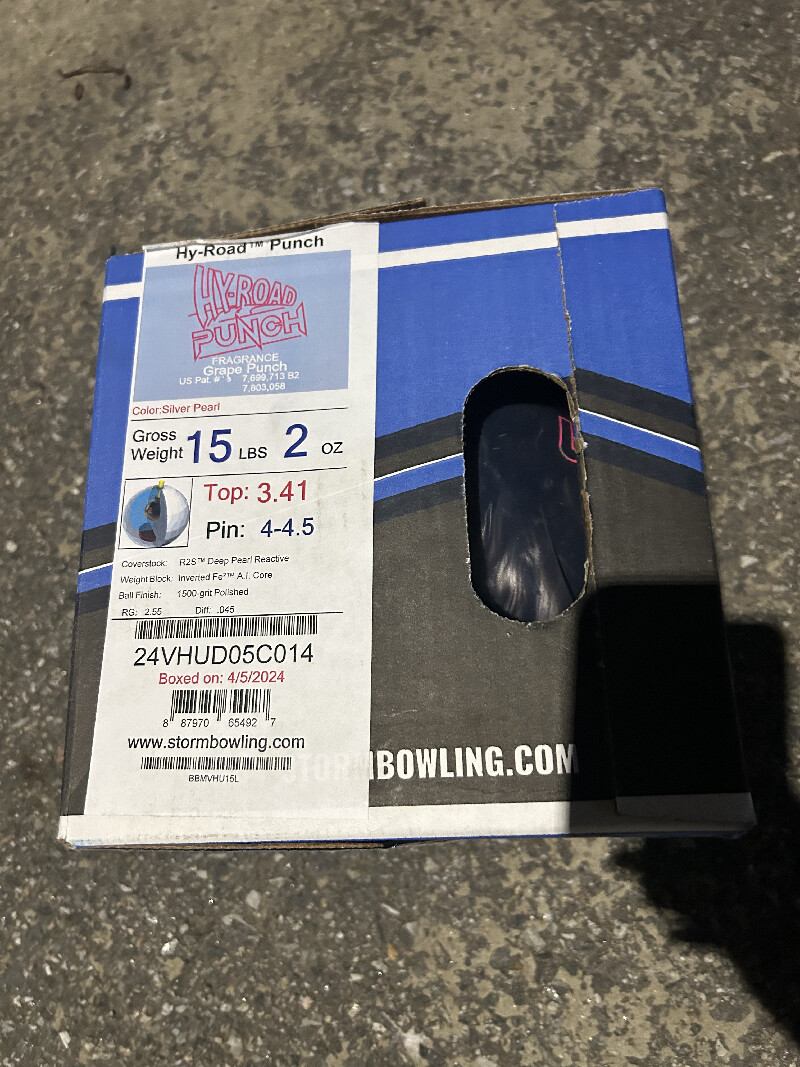 Hy-Road™ Punch
HY-ROAD
PUNCH
FRAGRANCE
Grape Punch
US Pat. #'s 7,699,713 B2
7,803,058
Color:Silver Pearl
Gross
Weight 15 LBS 2 OZ
Top: 3.41
Pin: 4-4.5
Coverstock: R2S™ Deep Pearl Reactive
Weight Block: Inverted Fe²™ A.I. Core
Ball Finish: 1500 grit Polished
RG: 2.55 Diff: .045
24VHUD05C014
Boxed on: 4/5/2024
8 87970 65492 7
www.stormbowling.com
BBMVHU15L
STORMBOWLING.COM